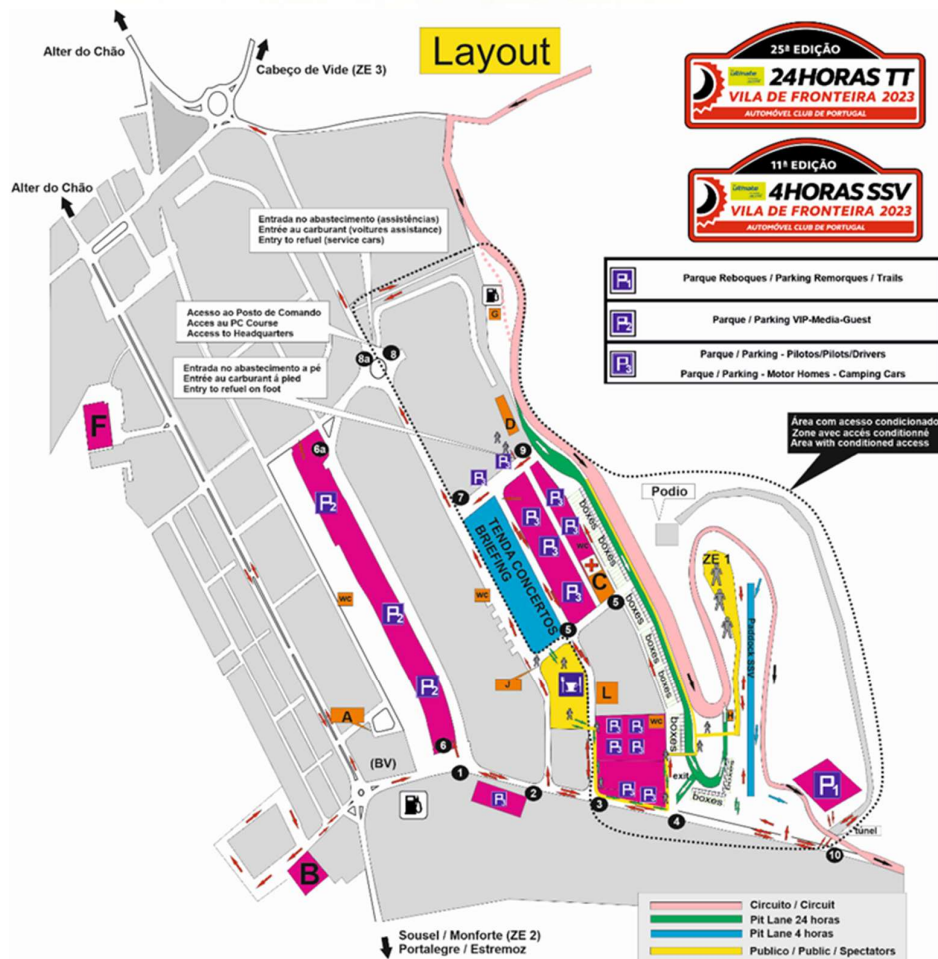 Layout
Alter do Chão
Cabeço de Vide (ZE 3)
25ª EDIÇÃO
24HORAS TT
VILA DE FRONTEIRA 2023
AUTOMÓVEL CLUB DE PORTUGAL
11ª EDIÇÃO
4HORAS SSV
VILA DE FRONTEIRA 2023
AUTOMÓVEL CLUB DE PORTUGAL
Alter do Chão
Entrada no abastecimento (assistências)
Entrée au carburant (voitures assistance)
Entry to refuel (service cars)
P1 Parque Reboques / Parking Remorques / Trails
P2 Parque / Parking VIP-Media-Guest
P3 Parque / Parking - Pilotos/Pilots/Drivers
Parque / Parking - Motor Homes - Camping Cars
Acesso ao Posto de Comando
Acces au PC Course
Access to Headquarters
Entrada no abastecimento a pé
Entrée au carburant á pied
Entry to refuel on foot
G
8a
8
F
6a
D
9
7
Área com acesso condicionado
Zone avec accés conditionné
Area with conditioned access
Podio
P2
P3
P3
P3
P3
WC
boxes
boxes
boxes
boxes
boxes
boxes
boxes
C
5
5
ZE 1
Paddock SSV
TENDA CONCERTOS
BRIEFING
WC
WC
P2
P2
J
L
WC
H
A
(BV)
6
1
2
3
4
exit
P1
tunel
10
B
Sousel / Monforte (ZE 2)
Portalegre / Estremoz
Circuito / Circuit
Pit Lane 24 horas
Pit Lane 4 horas
Publico / Public / Spectators